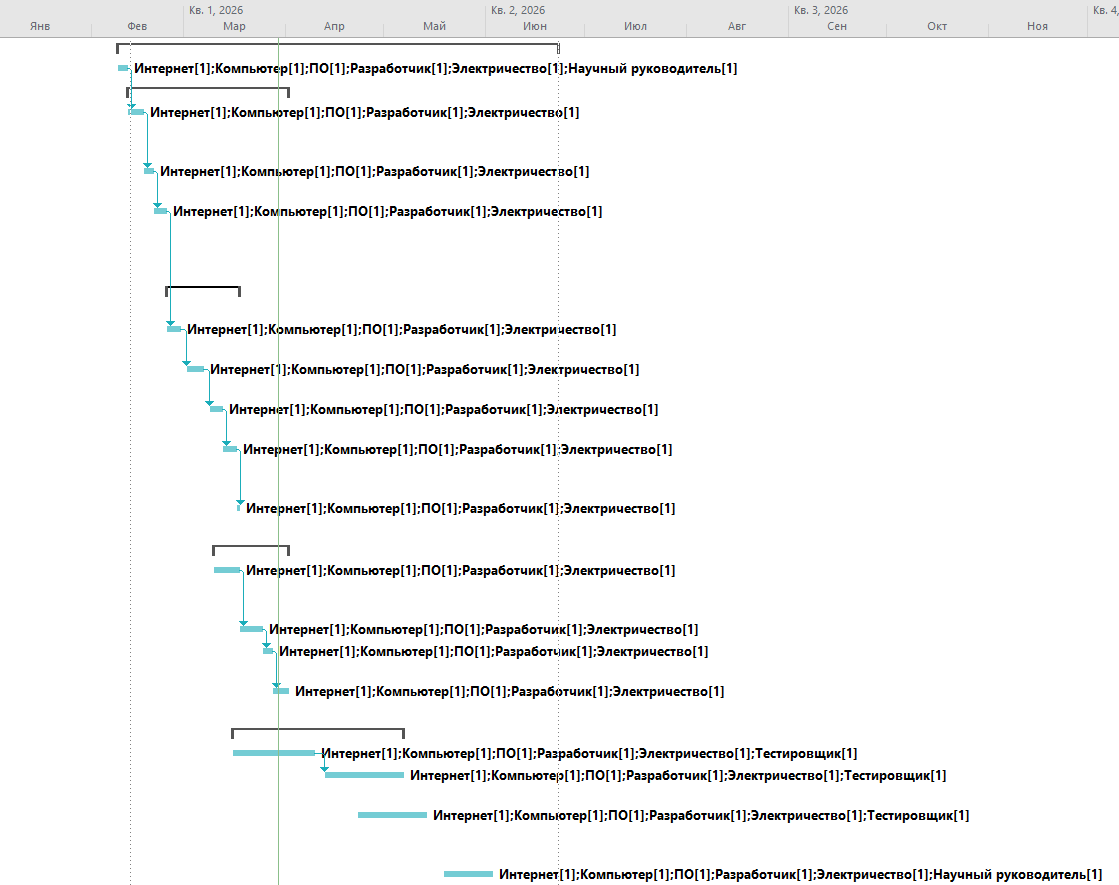 Кв. 1, 2026 Кв. 2, 2026 Кв. 3, 2026 Кв. 4,
Янв Фев Мар Апр Май Июн Июл Авг Сен Окт Ноя
Интернет[1];Компьютер[1];ПО[1];Разработчик[1];Электричество[1];Научный руководитель[1]
Интернет[1];Компьютер[1];ПО[1];Разработчик[1];Электричество[1]
Интернет[1];Компьютер[1];ПО[1];Разработчик[1];Электричество[1]
Интернет[1];Компьютер[1];ПО[1];Разработчик[1];Электричество[1]
Интернет[1];Компьютер[1];ПО[1];Разработчик[1];Электричество[1]
Интернет[1];Компьютер[1];ПО[1];Разработчик[1];Электричество[1]
Интернет[1];Компьютер[1];ПО[1];Разработчик[1];Электричество[1]
Интернет[1];Компьютер[1];ПО[1];Разработчик[1];Электричество[1]
Интернет[1];Компьютер[1];ПО[1];Разработчик[1];Электричество[1]
Интернет[1];Компьютер[1];ПО[1];Разработчик[1];Электричество[1]
Интернет[1];Компьютер[1];ПО[1];Разработчик[1];Электричество[1]
Интернет[1];Компьютер[1];ПО[1];Разработчик[1];Электричество[1]
Интернет[1];Компьютер[1];ПО[1];Разработчик[1];Электричество[1]
Интернет[1];Компьютер[1];ПО[1];Разработчик[1];Электричество[1];Тестировщик[1]
Интернет[1];Компьютер[1];ПО[1];Разработчик[1];Электричество[1];Тестировщик[1]
Интернет[1];Компьютер[1];ПО[1];Разработчик[1];Электричество[1];Тестировщик[1]
Интернет[1];Компьютер[1];ПО[1];Разработчик[1];Электричество[1];Научный руководитель[1]